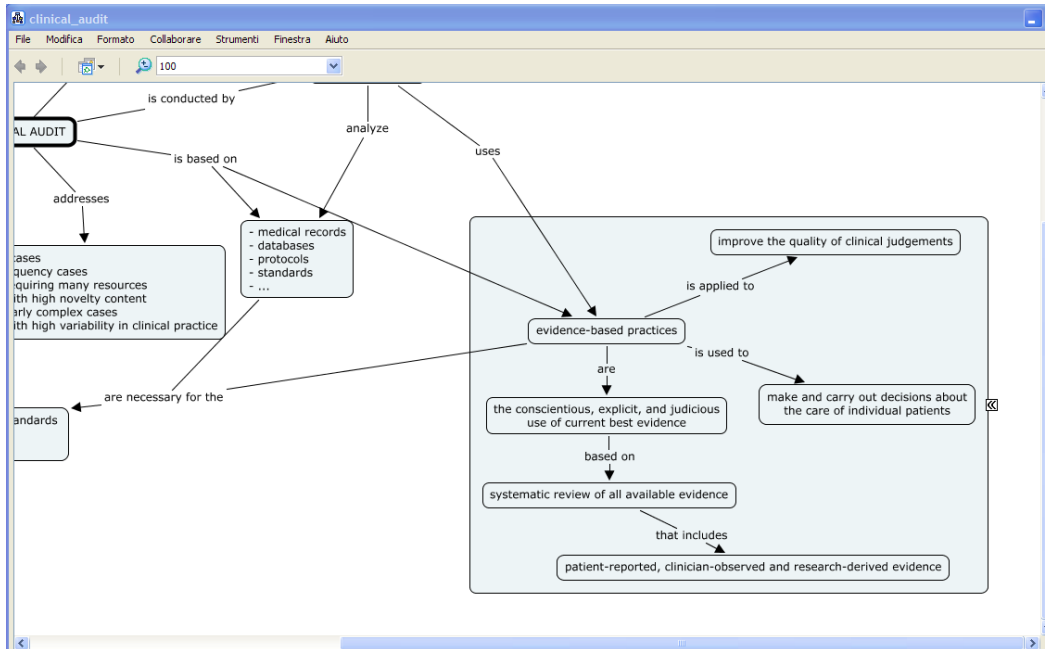 clinical_audit
File Modifica Formato Collaborare Strumenti Finestra Aiuto
100
is conducted by
AL AUDIT
analyze
uses
is based on
addresses
- medical records
- databases
- protocols
- standards
- ...
cases
quency cases
equiring many resources
ith high novelty content
arly complex cases
ith high variability in clinical practice
improve the quality of clinical judgements
is applied to
evidence-based practices
is used to
are
make and carry out decisions about
the care of individual patients
are necessary for the
andards
the conscientious, explicit, and judicious
use of current best evidence
based on
systematic review of all available evidence
that includes
patient-reported, clinician-observed and research-derived evidence